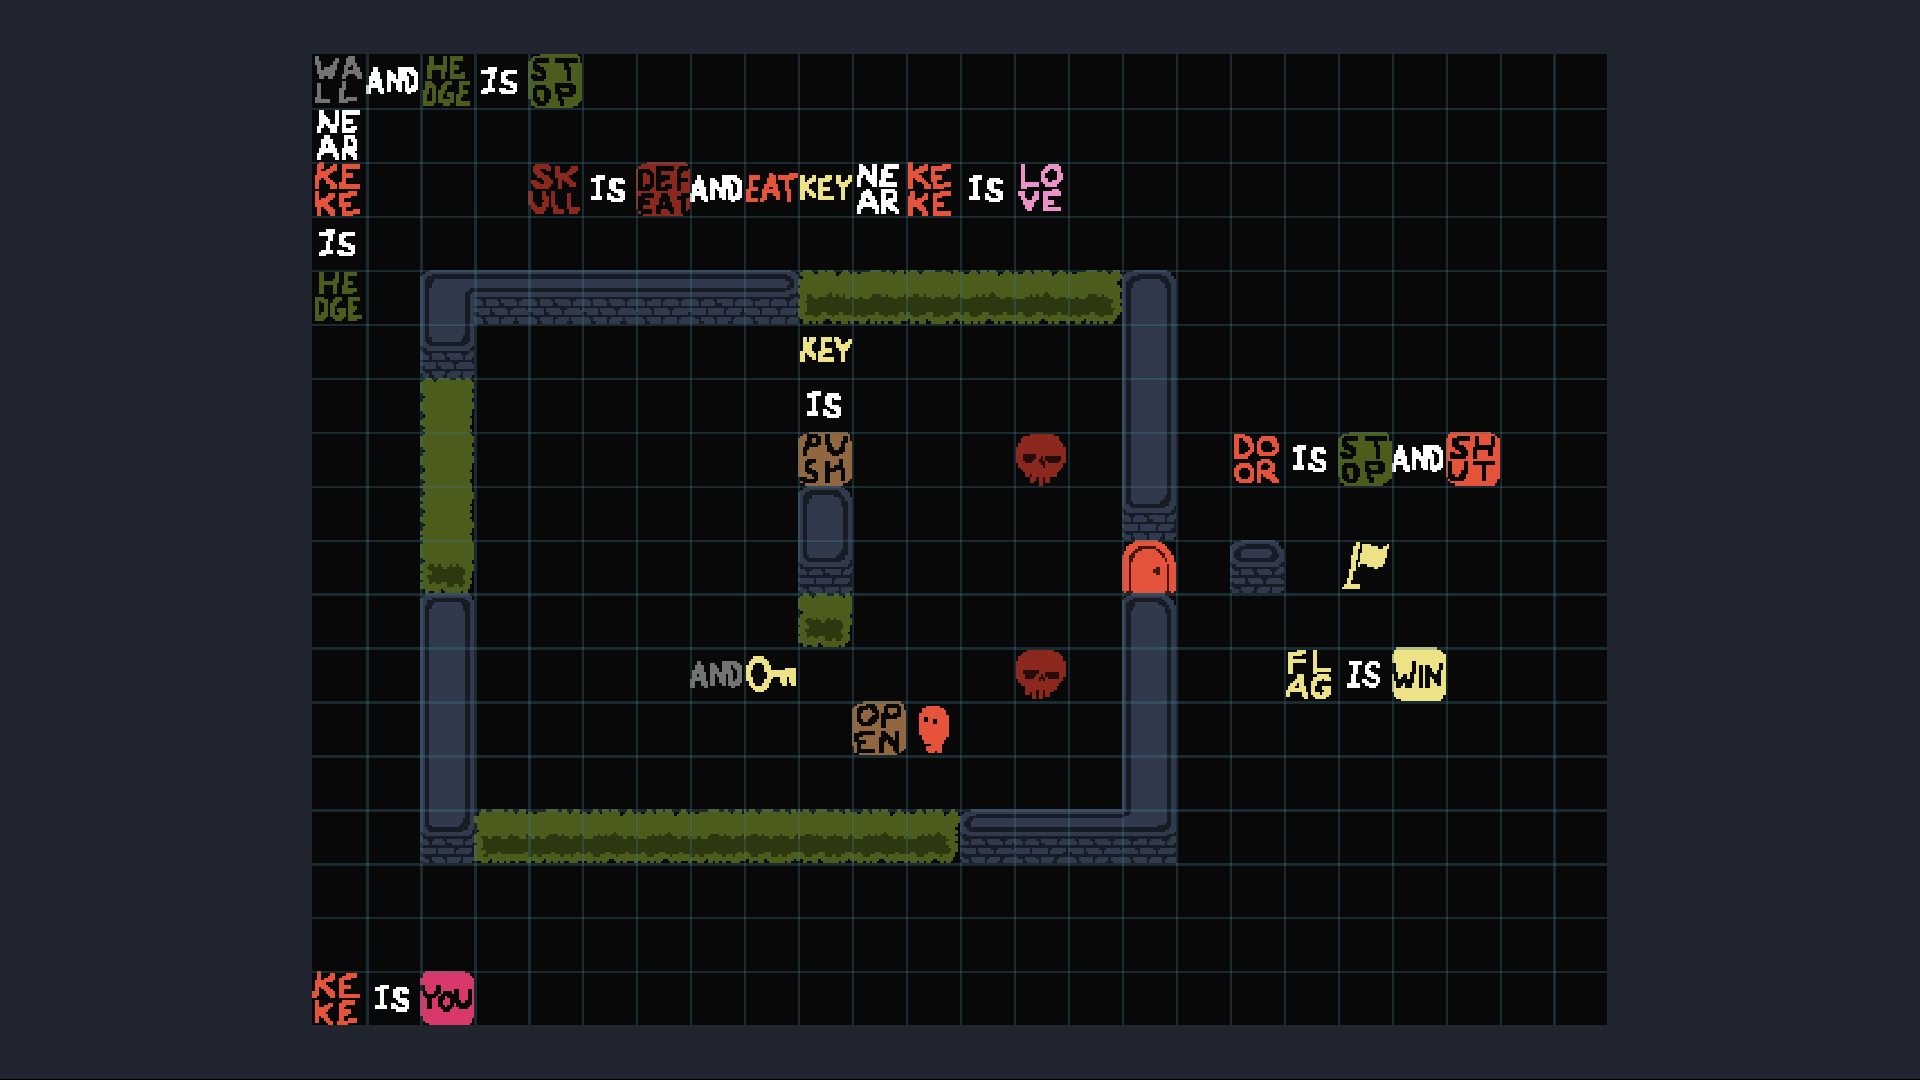 WALL AND HEDGE IS STOP
NEAR
KEKE SKULL IS DEFEAT AND EAT KEY NEAR KEKE IS LOVE
IS
HEDGE
KEY
IS
PUSH DOOR IS STOP AND SHUT
AND FLAG IS WIN
OPEN
KEKE IS YOU